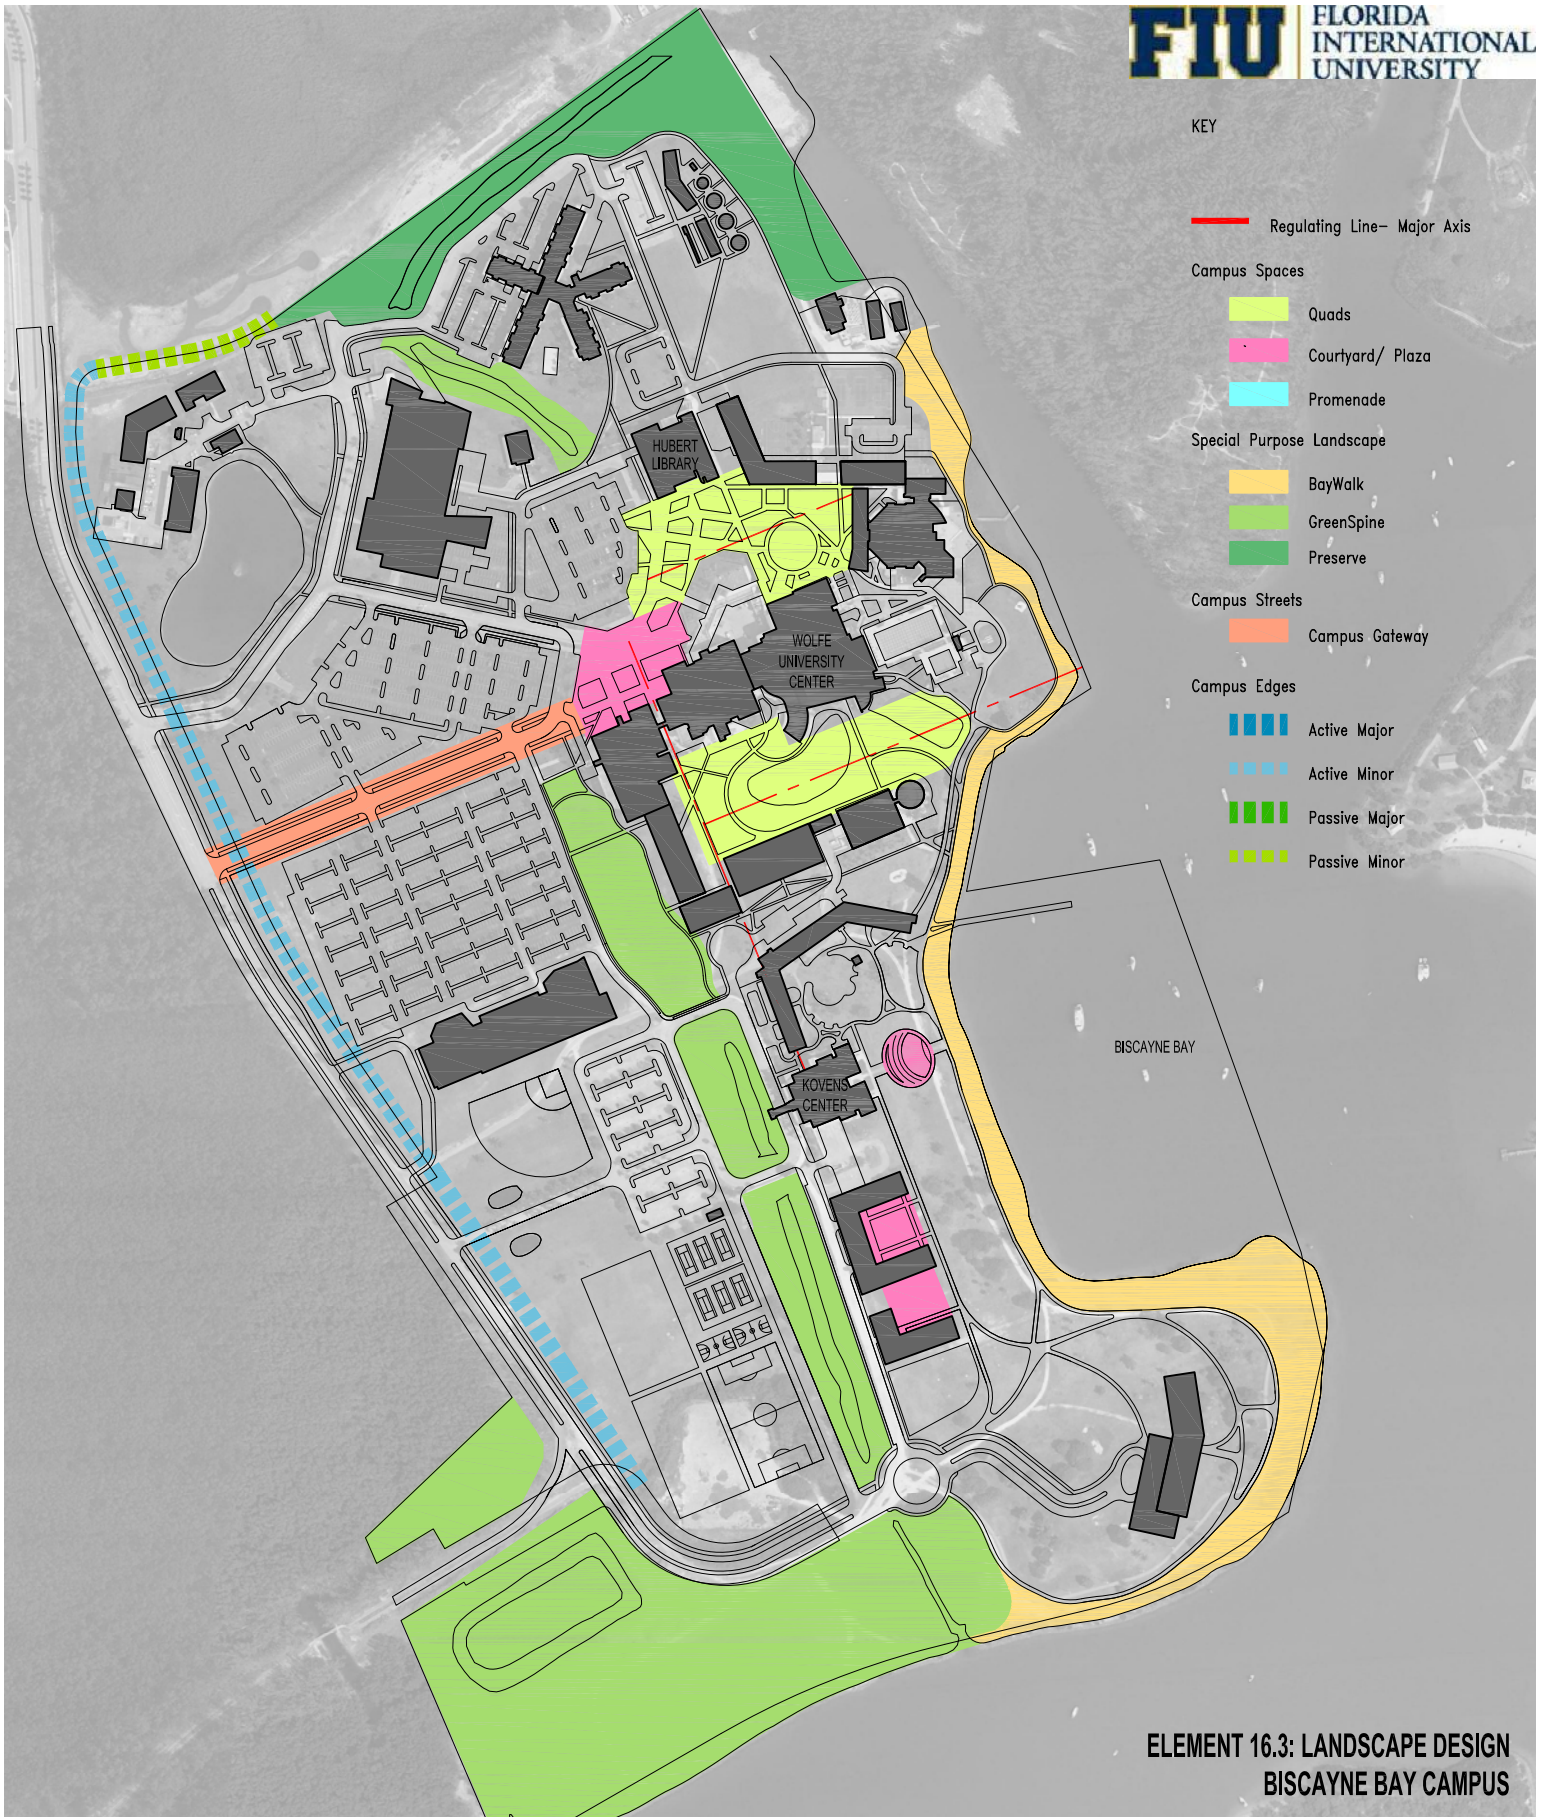 FIU
FLORIDA
INTERNATIONAL
UNIVERSITY
KEY
Regulating Line- Major Axis
Campus Spaces
Quads
Courtyard/ Plaza
Promenade
Special Purpose Landscape
BayWalk
GreenSpine
Preserve
Campus Streets
Campus Gateway
Campus Edges
Active Major
Active Minor
Passive Major
Passive Minor
HUBERT
LIBRARY
WOLFE
UNIVERSITY
CENTER
KOVENS
CENTER
BISCAYNE BAY
ELEMENT 16.3: LANDSCAPE DESIGN
BISCAYNE BAY CAMPUS